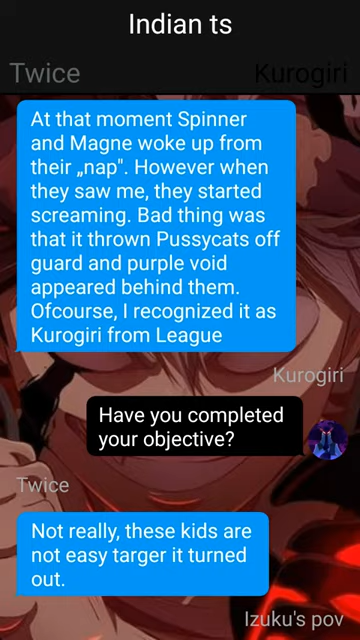 Indian ts
Twice
Kurogiri
At that moment Spinner
and Magne woke up from
their „nap". However when
they saw me, they started
screaming. Bad thing was
that it thrown Pussycats off
guard and purple void
appeared behind them.
Ofcourse, I recognized it as
Kurogiri from League
Kurogiri
Have you completed
your objective?
Twice
Not really, these kids are
not easy targer it turned
out.
Izuku's pov